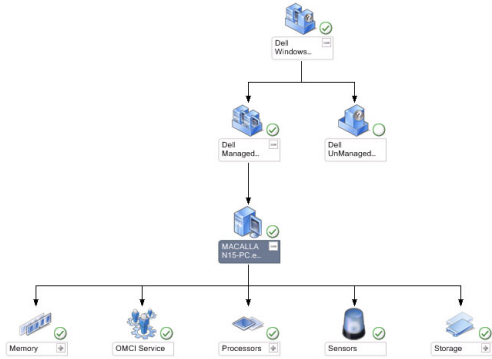 Dell
Windows..
Dell
Managed..
Dell
UnManaged..
MACALLA
N15-PC.e..
Memory
OMCI Service
Processors
Sensors
Storage